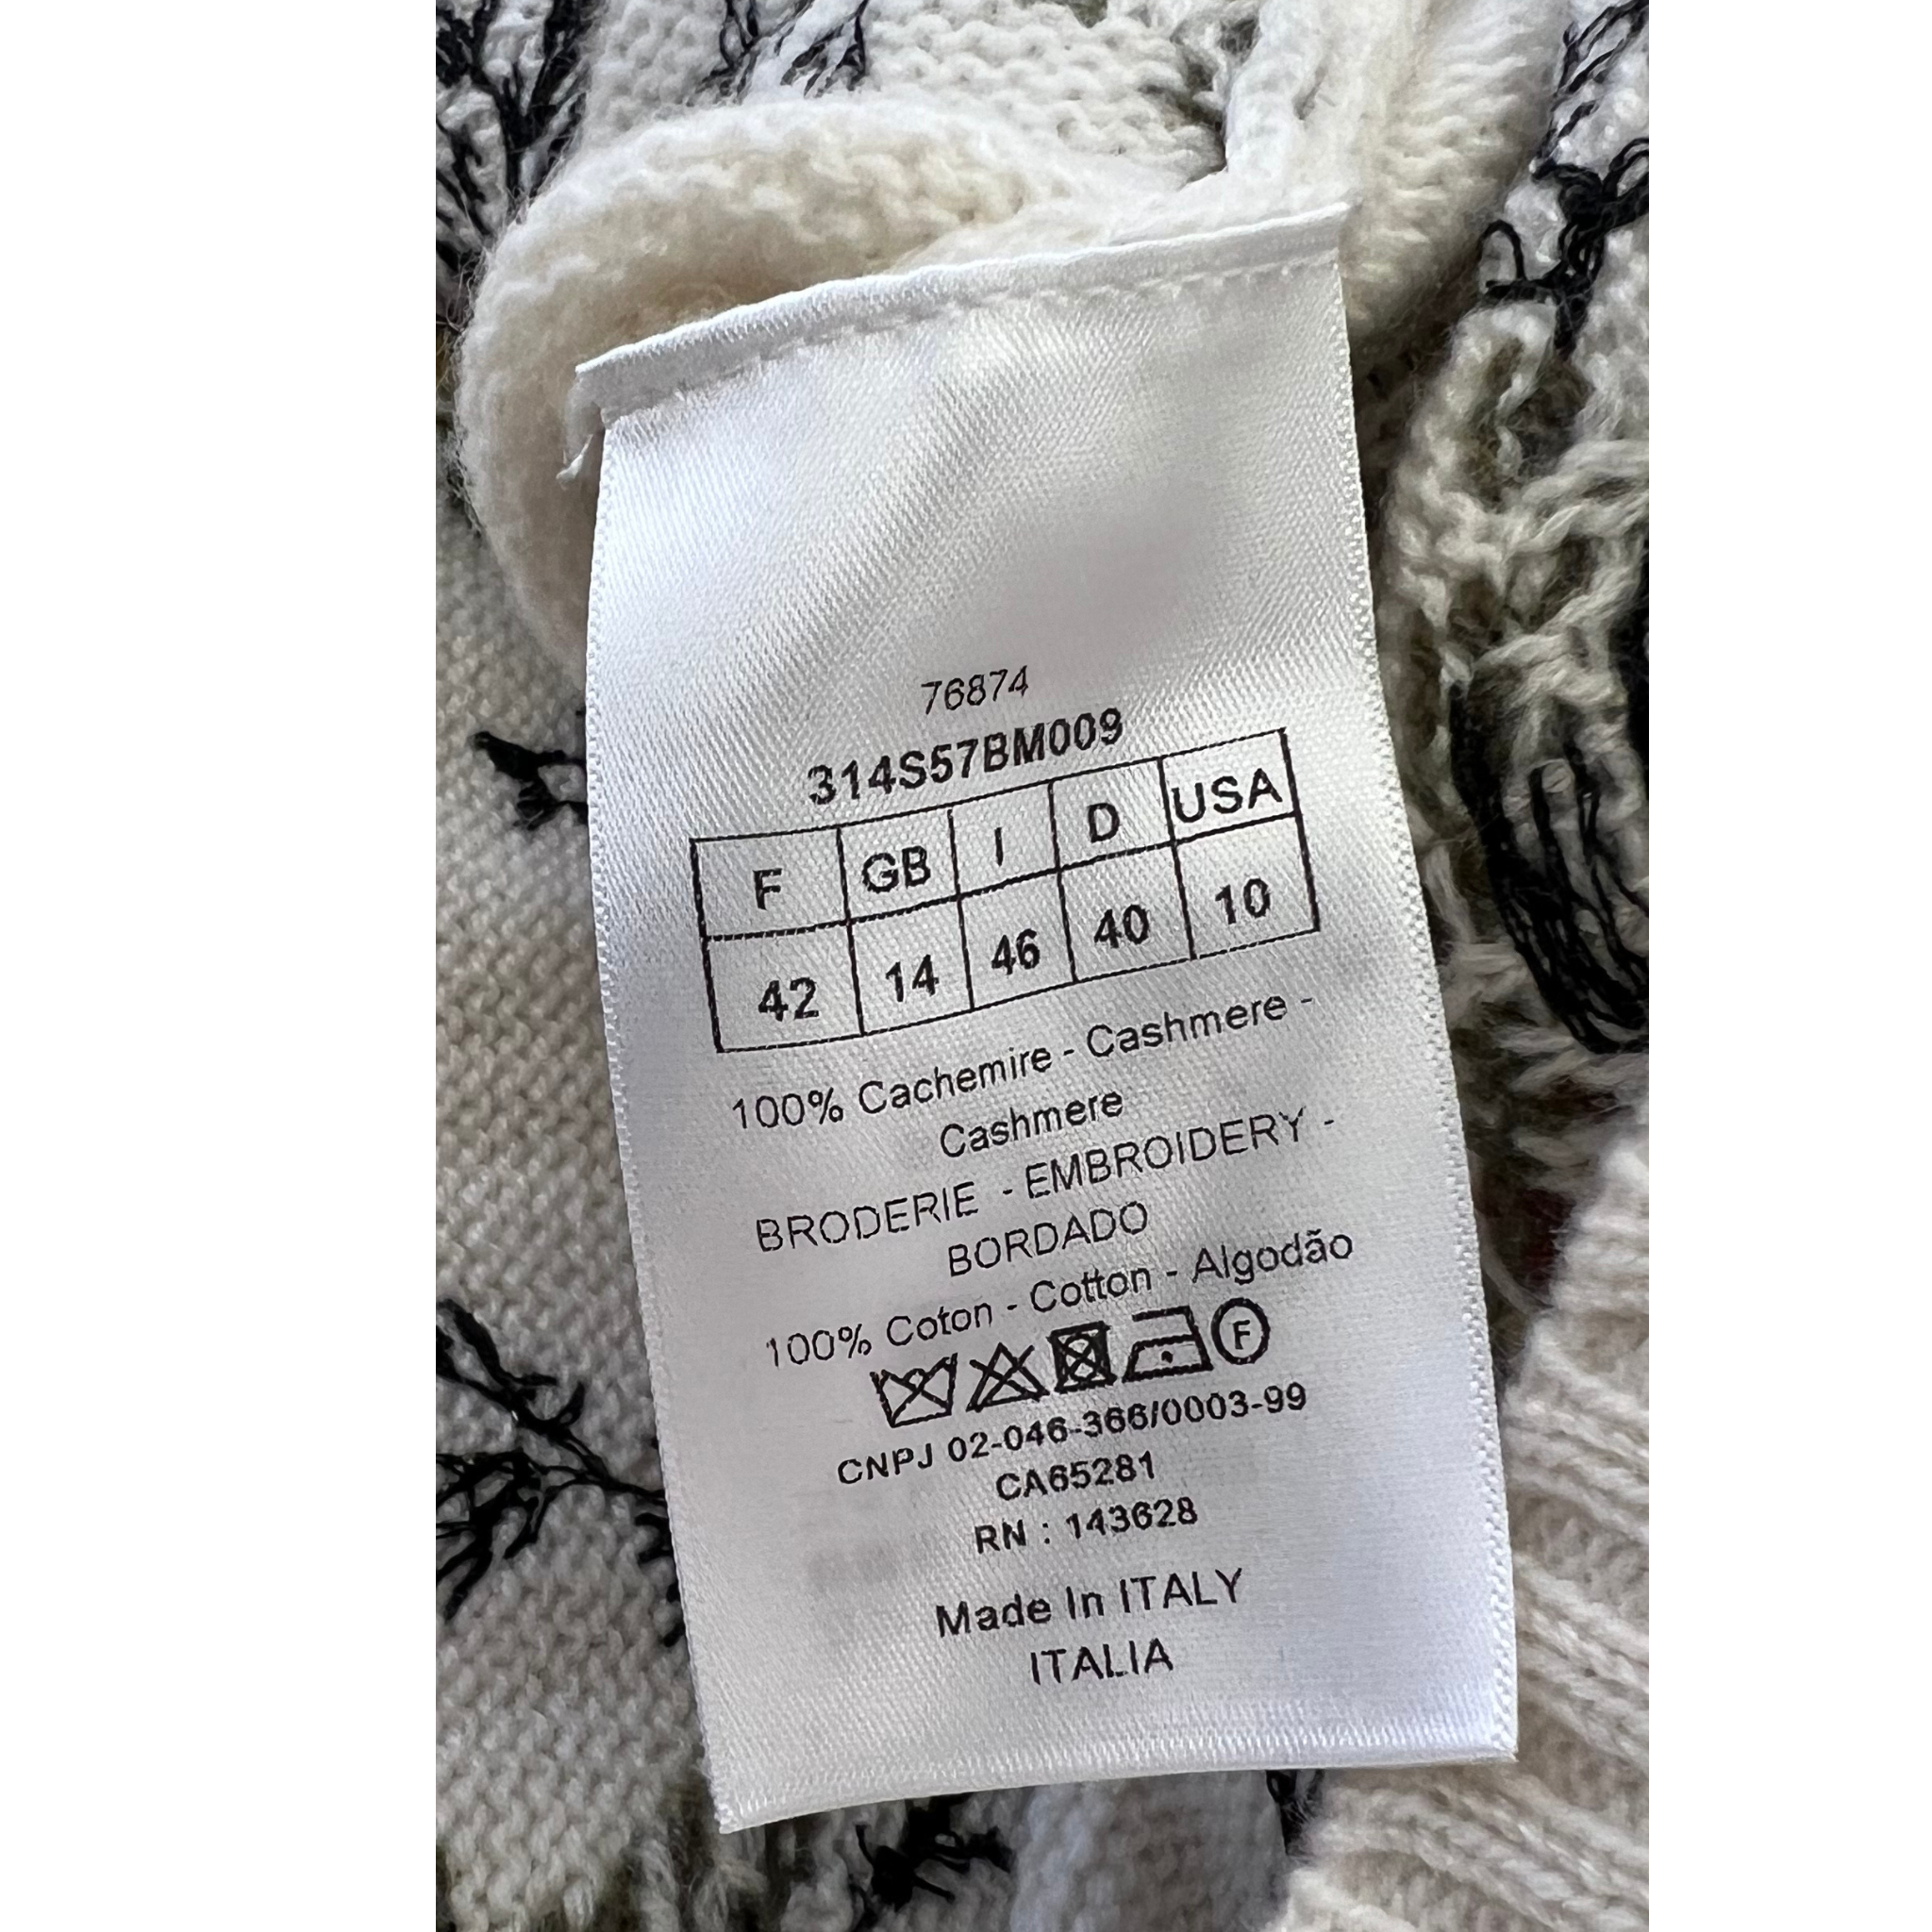 76874
314S57BM009
F GB I D USA
42 14 46 40 10
100% Cachemire - Cashmere -
Cashmere
BRODERIE - EMBROIDERY -
BORDADO
100% Coton - Cotton - Algodão
F
CNPJ 02-046-366/0003-99
CA65281
RN : 143628
Made In ITALY
ITALIA